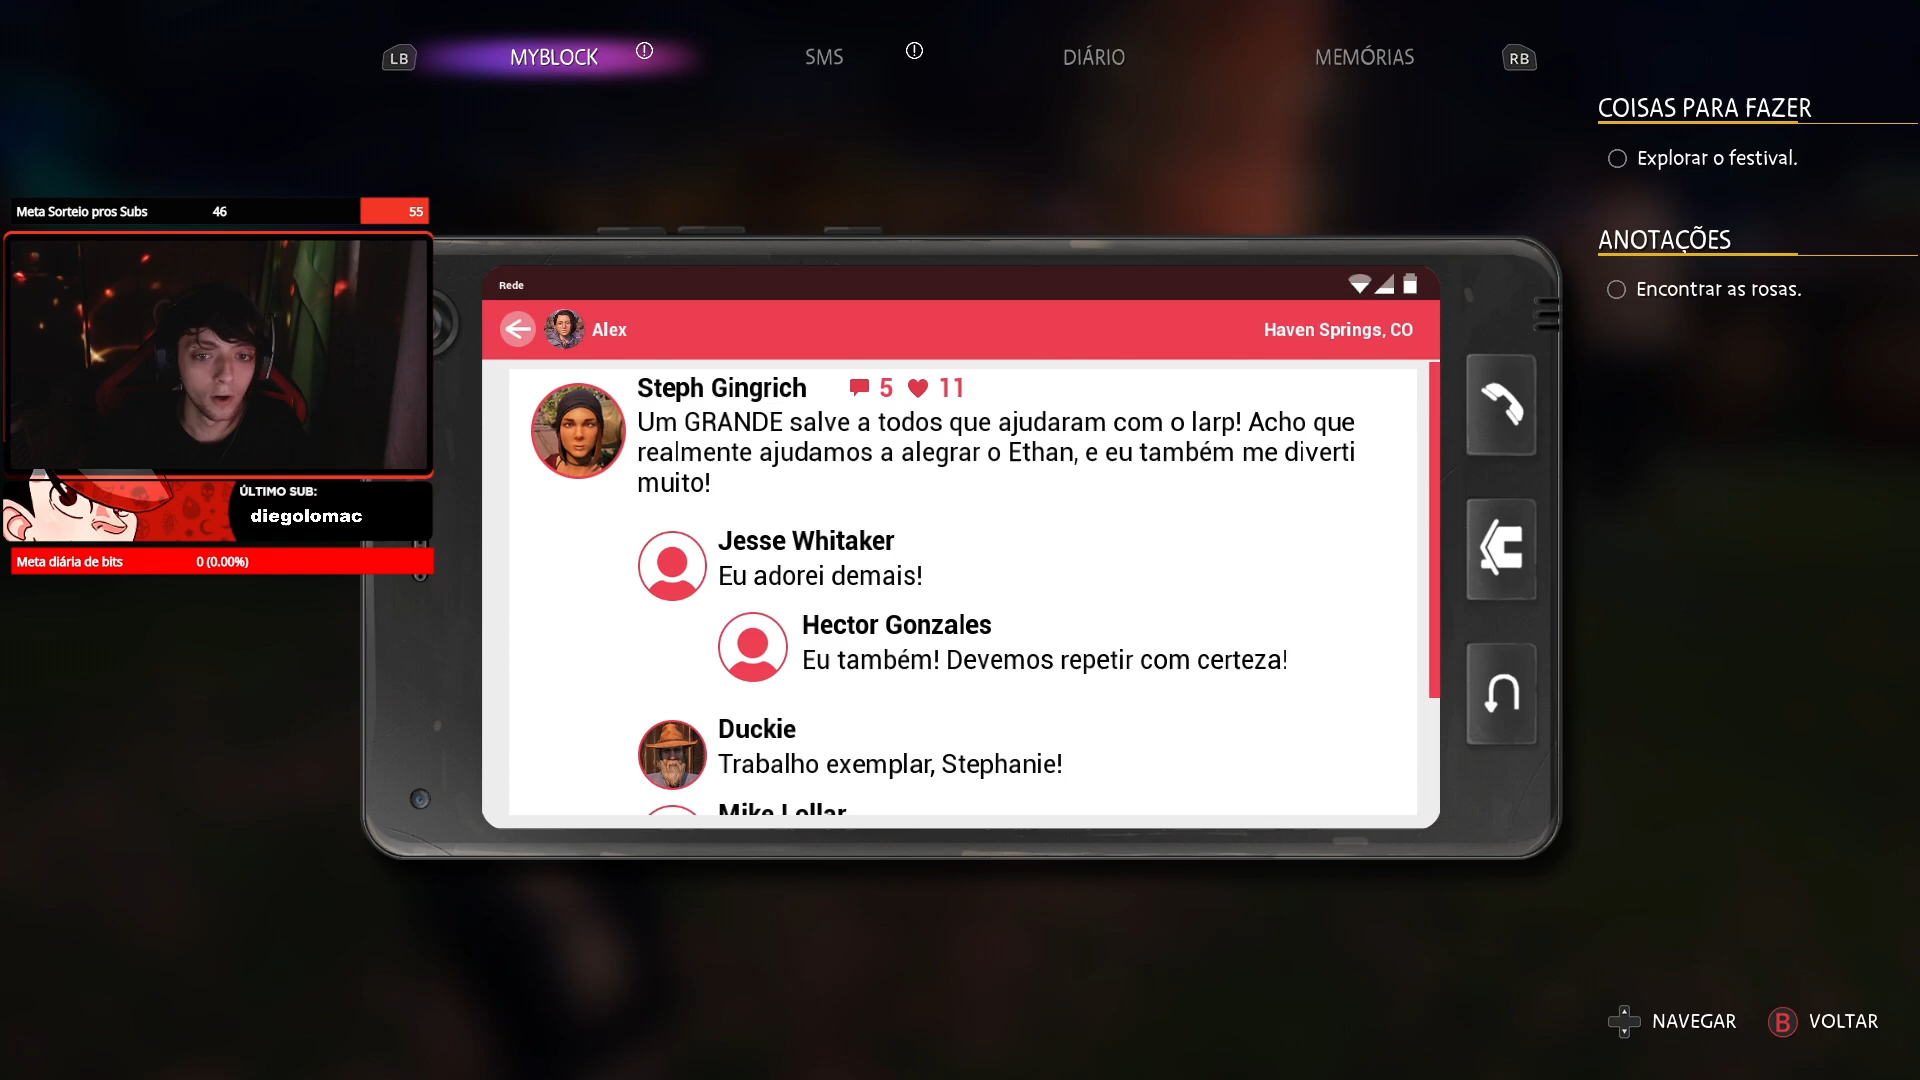 LB
MYBLOCK
SMS
DIÁRIO
MEMÓRIAS
RB
COISAS PARA FAZER
Explorar o festival.
ANOTAÇÕES
Encontrar as rosas.
Meta Sorteio pros Subs 46 55
ÚLTIMO SUB:
diegolomac
Meta diária de bits 0 (0.00%)
Rede
Alex
Haven Springs, CO
Steph Gingrich 5 11
Um GRANDE salve a todos que ajudaram com o larp! Acho que
realmente ajudamos a alegrar o Ethan, e eu também me diverti
muito!
Jesse Whitaker
Eu adorei demais!
Hector Gonzales
Eu também! Devemos repetir com certeza!
Duckie
Trabalho exemplar, Stephanie!
Mike Lollar
NAVEGAR
B VOLTAR